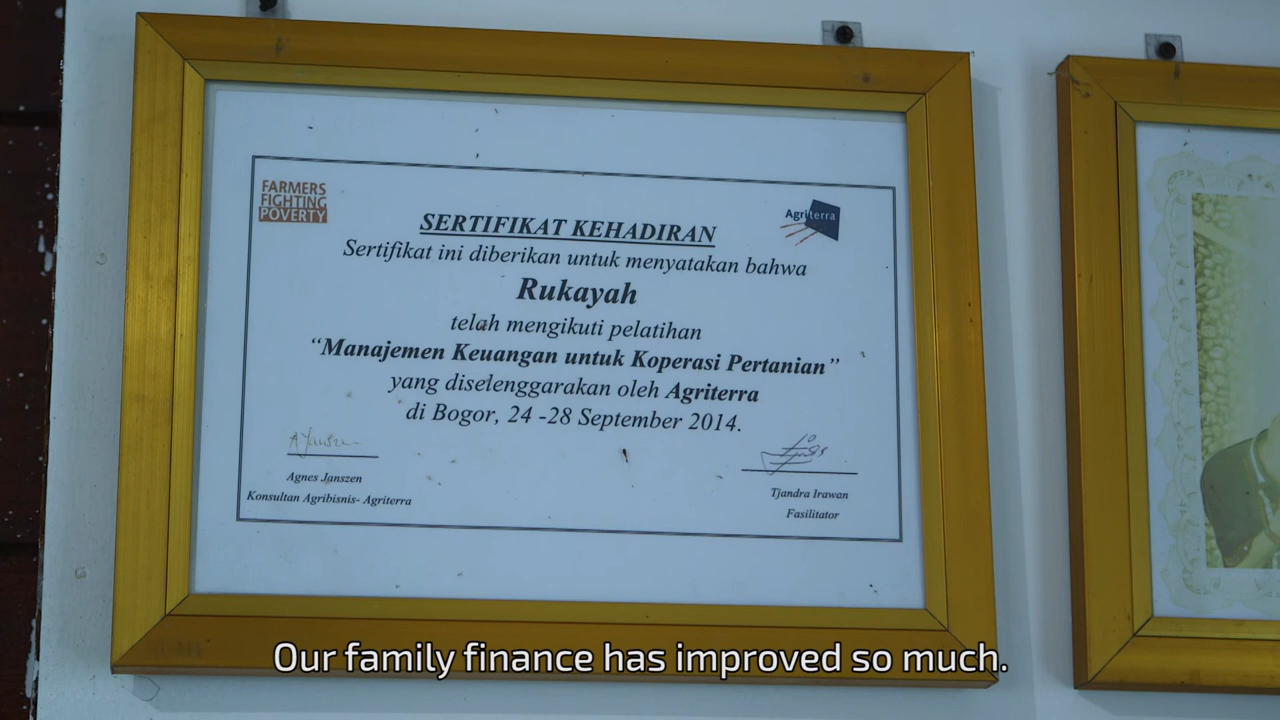 FARMERS
FIGHTING
POVERTY
Agriterra
SERTIFIKAT KEHADIRAN
Sertifikat ini diberikan untuk menyatakan bahwa
Rukayah
telah mengikuti pelatihan
“Manajemen Keuangan untuk Koperasi Pertanian”
yang diselenggarakan oleh Agriterra
di Bogor, 24 -28 September 2014.
Agnes Janszen
Konsultan Agribisnis- Agriterra
Tjandra Irawan
Fasilitator
Our family finance has improved so much.